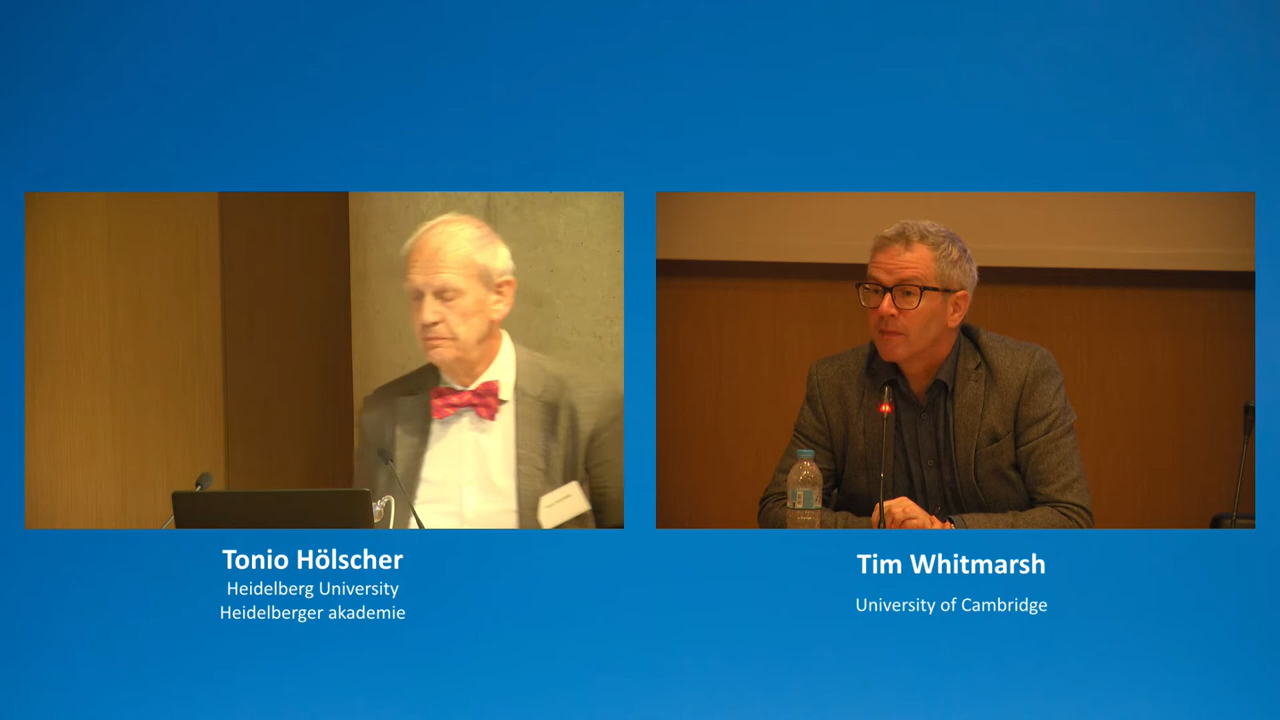 Tonio Hölscher
Heidelberg University
Heidelberger akademie
Tim Whitmarsh
University of Cambridge